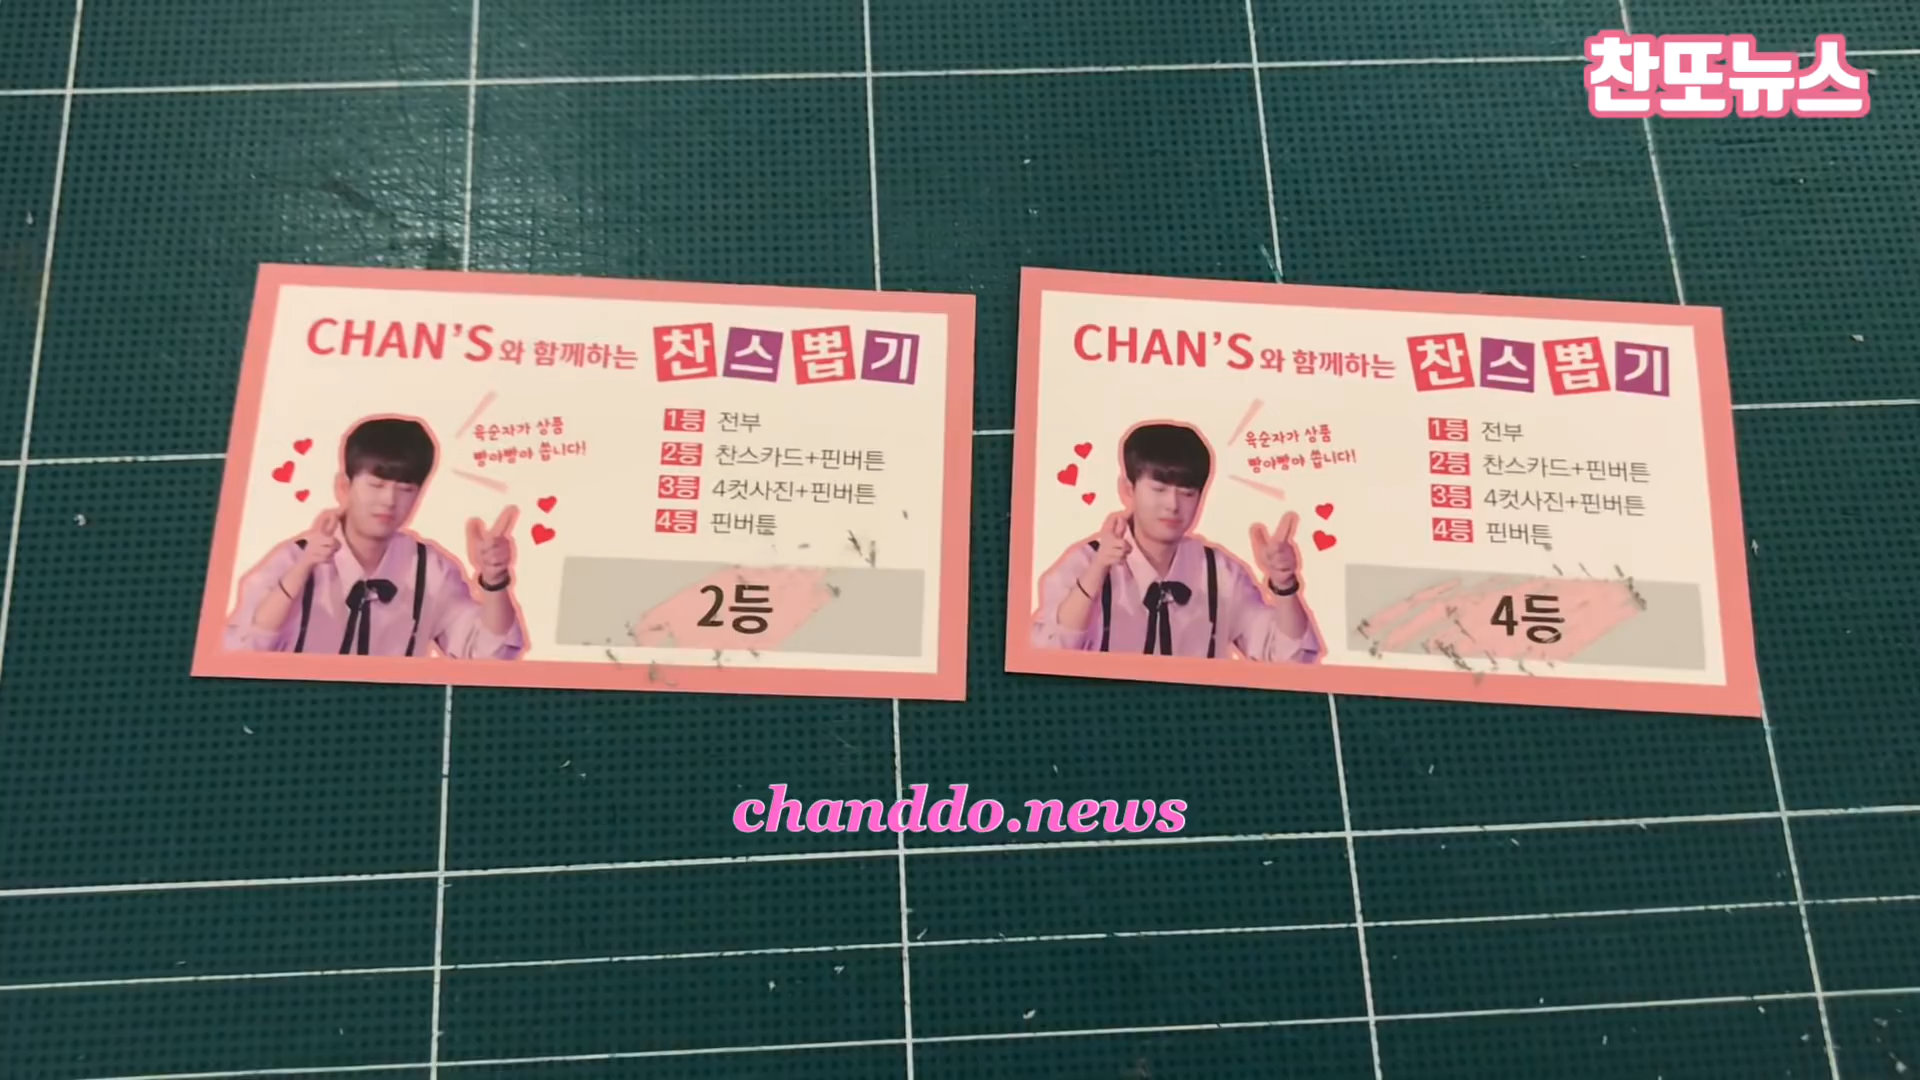 찬또뉴스
CHAN'S와 함께하는 찬스뽑기
육순자가 상품
빵야빵야 쏩니다!
1등 전부
2등 찬스카드+핀버튼
3등 4컷사진+핀버튼
4등 핀버튼
2등
CHAN'S와 함께하는 찬스뽑기
육순자가 상품
빵야빵야 쏩니다!
1등 전부
2등 찬스카드+핀버튼
3등 4컷사진+핀버튼
4등 핀버튼
4등
chanddo.news